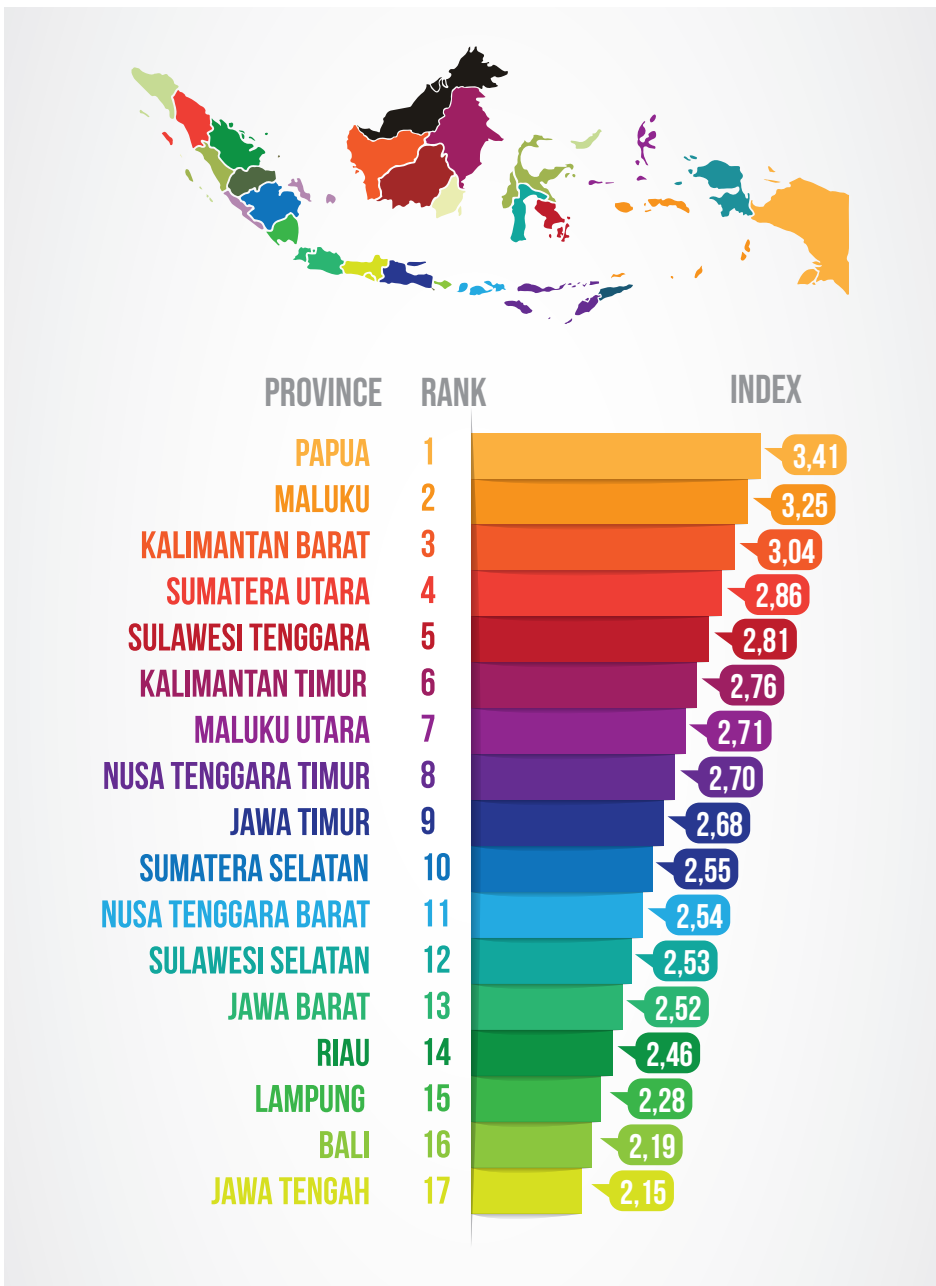 PROVINCE RANK INDEX
PAPUA 1 3,41
MALUKU 2 3,25
KALIMANTAN BARAT 3 3,04
SUMATERA UTARA 4 2,86
SULAWESI TENGGARA 5 2,81
KALIMANTAN TIMUR 6 2,76
MALUKU UTARA 7 2,71
NUSA TENGGARA TIMUR 8 2,70
JAWA TIMUR 9 2,68
SUMATERA SELATAN 10 2,55
NUSA TENGGARA BARAT 11 2,54
SULAWESI SELATAN 12 2,53
JAWA BARAT 13 2,52
RIAU 14 2,46
LAMPUNG 15 2,28
BALI 16 2,19
JAWA TENGAH 17 2,15